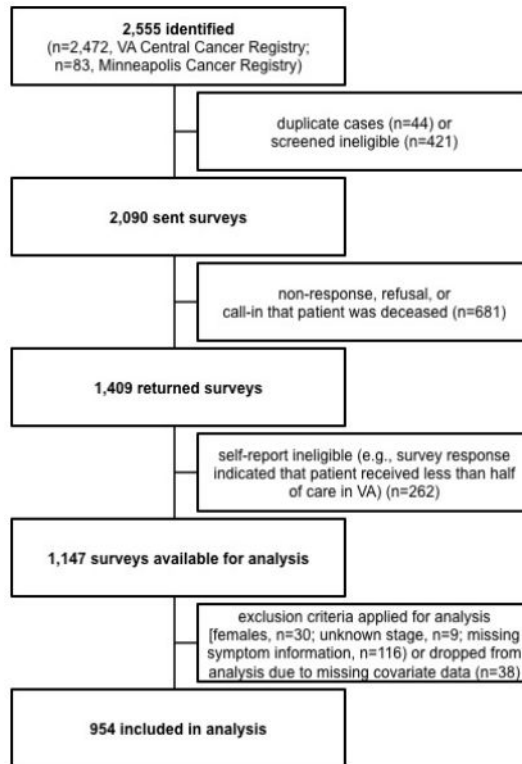 2,555 identified
(n=2,472, VA Central Cancer Registry;
n=83, Minneapolis Cancer Registry)
duplicate cases (n=44) or
screened ineligible (n=421)
2,090 sent surveys
non-response, refusal, or
call-in that patient was deceased (n=681)
1,409 returned surveys
self-report ineligible (e.g., survey response
indicated that patient received less than half
of care in VA) (n=262)
1,147 surveys available for analysis
exclusion criteria applied for analysis
[females, n=30; unknown stage, n=9; missing
symptom information, n=116) or dropped from
analysis due to missing covariate data (n=38)
954 included in analysis